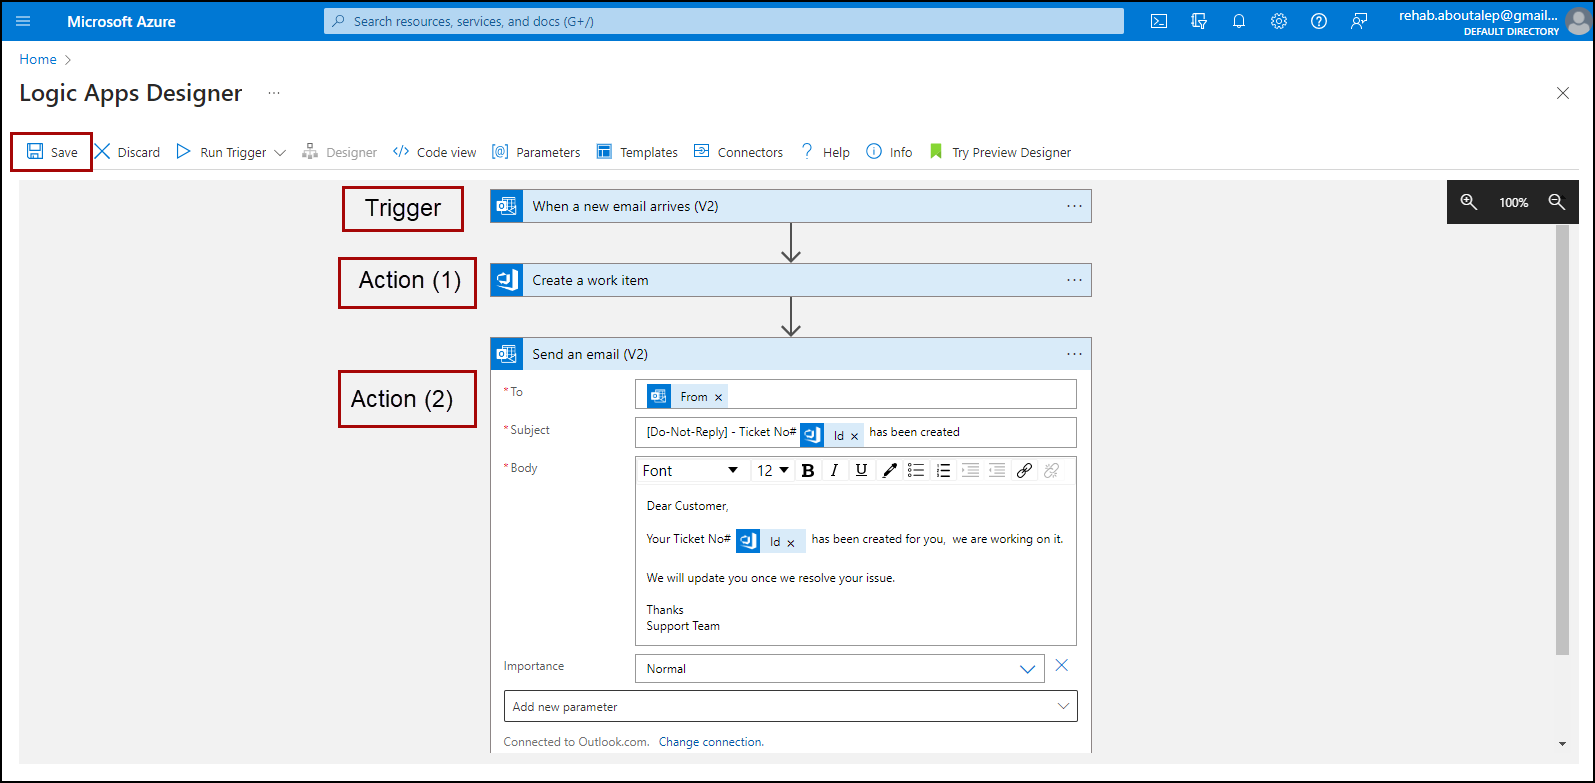 Microsoft Azure
Search resources, services, and docs (G+/)
rehab.aboutalep@gmail...
DEFAULT DIRECTORY
Home >
Logic Apps Designer ...
Save Discard Run Trigger Designer Code view Parameters Templates Connectors Help Info Try Preview Designer
Trigger
When a new email arrives (V2)
100%
Action (1)
Create a work item
Send an email (V2)
Action (2)
*To
From ×
*Subject
[Do-Not-Reply] - Ticket No# Id × has been created
*Body
Font 12 B I U
Dear Customer,
Your Ticket No# Id × has been created for you, we are working on it.
We will update you once we resolve your issue.
Thanks
Support Team
Importance
Normal
Add new parameter
Connected to Outlook.com. Change connection.